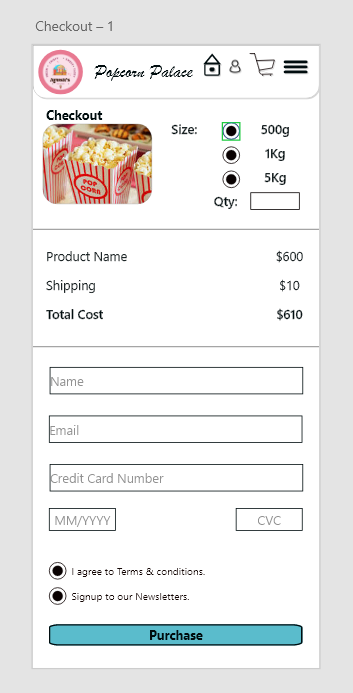 Checkout – 1
Popcorn Palace
Checkout
Size:
500g
1Kg
5Kg
Qty:
POP
CORN
Product Name $600
Shipping $10
Total Cost $610
Name
Email
Credit Card Number
MM/YYYY CVC
I agree to Terms & conditions.
Signup to our Newsletters.
Purchase